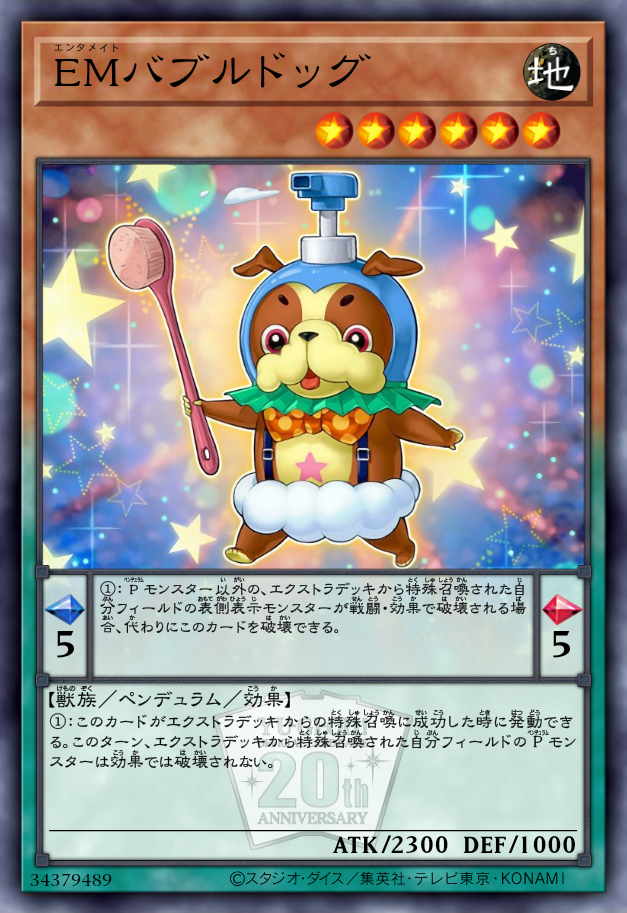 エンタメイト
EMバブルドッグ
ち
地
①：Pモンスター以外の、エクストラデッキから特殊召喚された自
分フィールドの表側表示モンスターが戦闘・効果で破壊される場
合、代わりにこのカードを破壊できる。
5
5
【獣族／ペンデュラム／効果】
①：このカードがエクストラデッキからの特殊召喚に成功した時に発動でき
る。このターン、エクストラデッキから特殊召喚された自分フィールドのPモン
スターは効果では破壊されない。
20th
ANNIVERSARY
ATK/2300 DEF/1000
34379489
©スタジオ・ダイス／集英社・テレビ東京・KONAMI